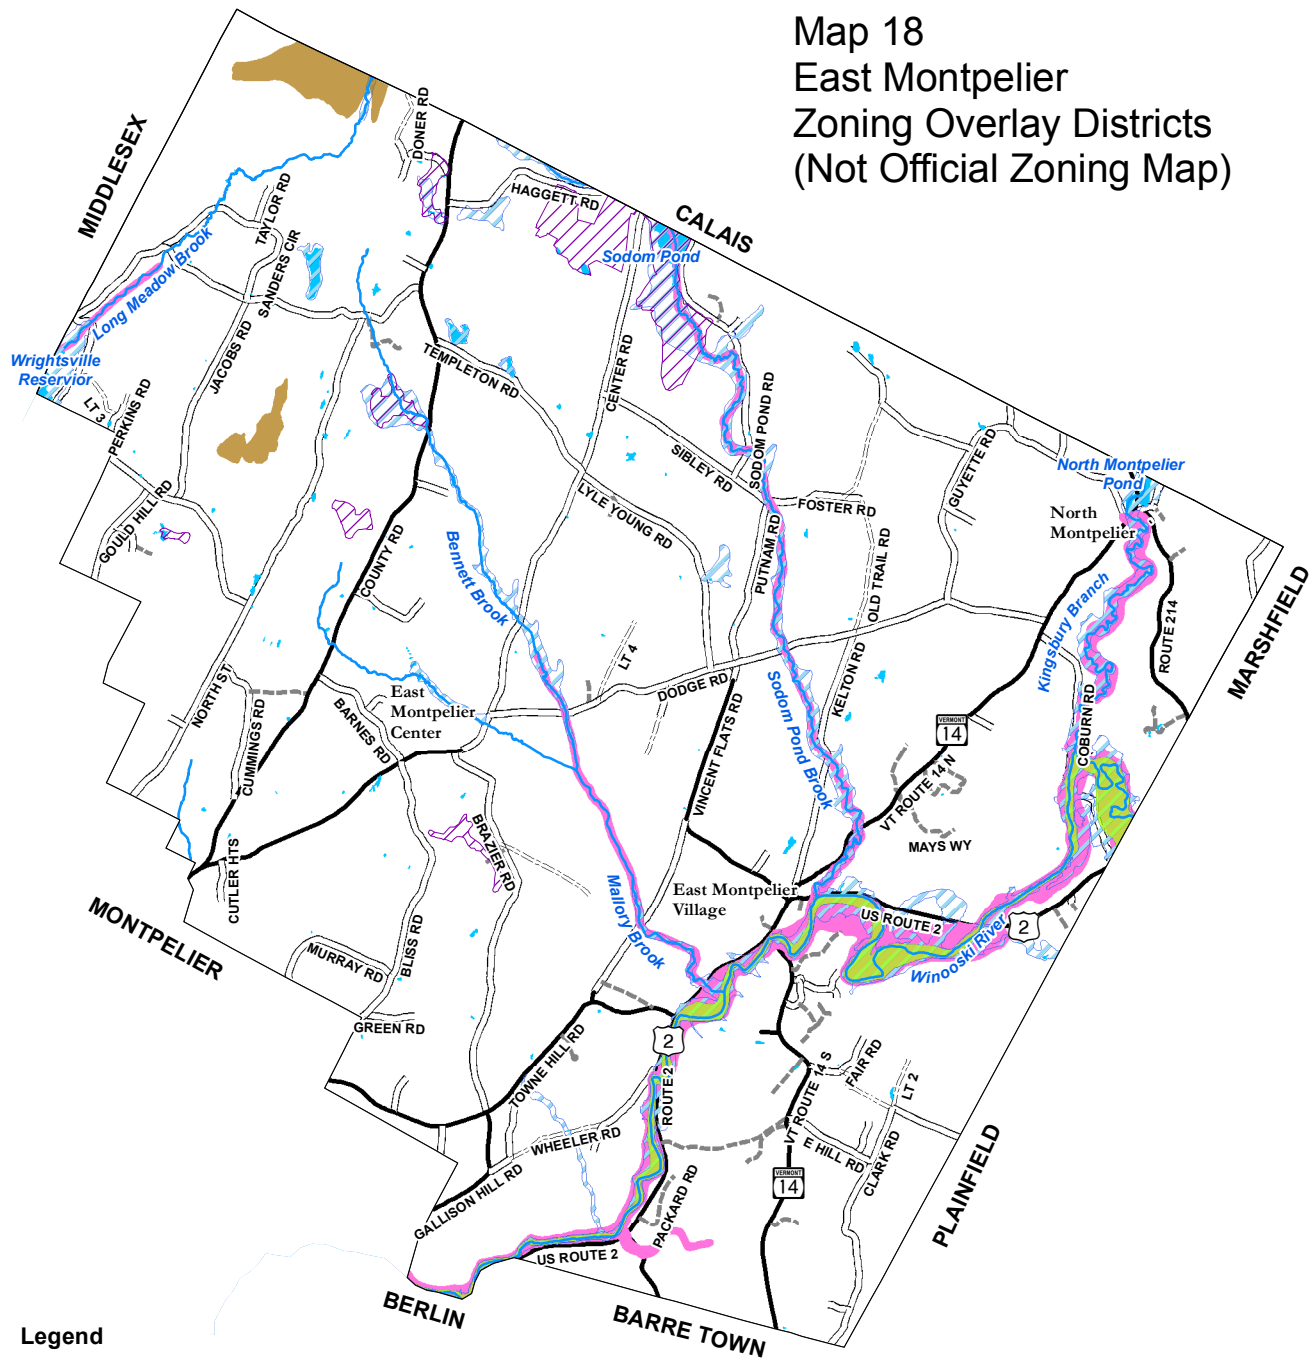 Map 18
East Montpelier
Zoning Overlay Districts
(Not Official Zoning Map)
MIDDLESEX
DONER RD
HAGGETT RD
CALAIS
TAYLOR RD
Sodom Pond
SANDERS CIR
Long Meadow Brook
JACOBS RD
Wrightsville
Reservior
TEMPLETON RD
CENTER RD
LT 3
PERKINS RD
SODOM POND RD
SIBLEY RD
GUYETTE RD
North Montpelier
Pond
GOULD HILL RD
LYLE YOUNG RD
FOSTER RD
North
Montpelier
COUNTY RD
Bennett Brook
PUTNAM RD
OLD TRAIL RD
Kingsbury Branch
ROUTE 214
MARSHFIELD
LT 4
NORTH ST
East
Montpelier
Center
DODGE RD
KELTON RD
CUMMINGS RD
BARNES RD
VINCENT FLATS RD
Sodom Pond Brook
COBURN RD
VERMONT
14
VT ROUTE 14 N
BRAZIER RD
MAYS WY
CUTLER HTS
East Montpelier
Village
MONTPELIER
Mallory Brook
US ROUTE 2
2
Winooski River
BLISS RD
MURRAY RD
GREEN RD
2
TOWNE HILL RD
ROUTE 2
VT ROUTE 14 S
FAIR RD
LT 2
WHEELER RD
E HILL RD
CLARK RD
GALLISON HILL RD
PACKARD RD
VERMONT
14
PLAINFIELD
US ROUTE 2
BERLIN
BARRE TOWN
Legend